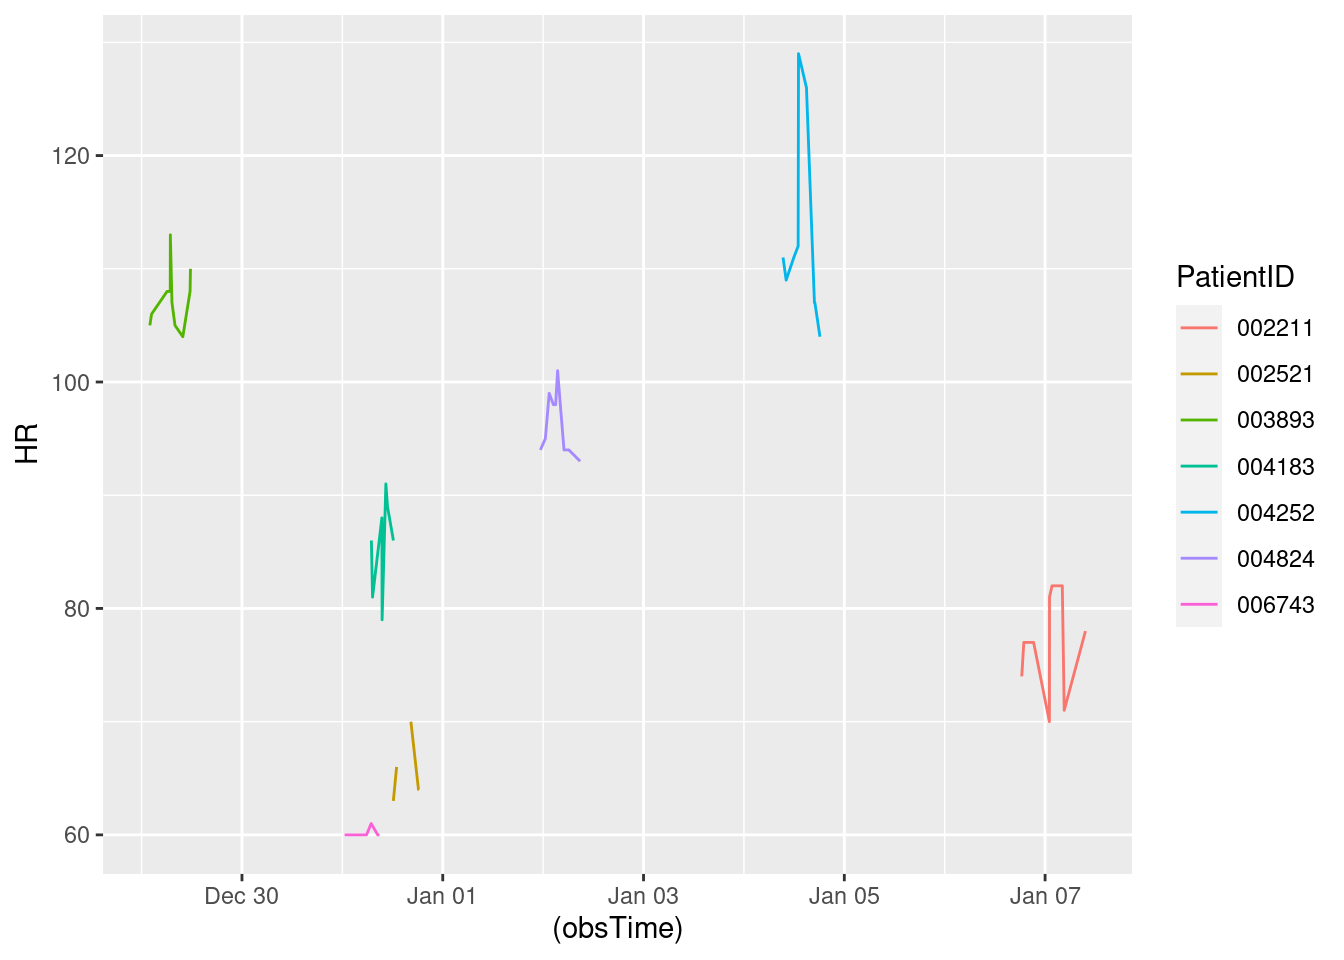 120
100
80
60
HR
Dec 30
Jan 01
Jan 03
Jan 05
Jan 07
(obsTime)
PatientID
002211
002521
003893
004183
004252
004824
006743